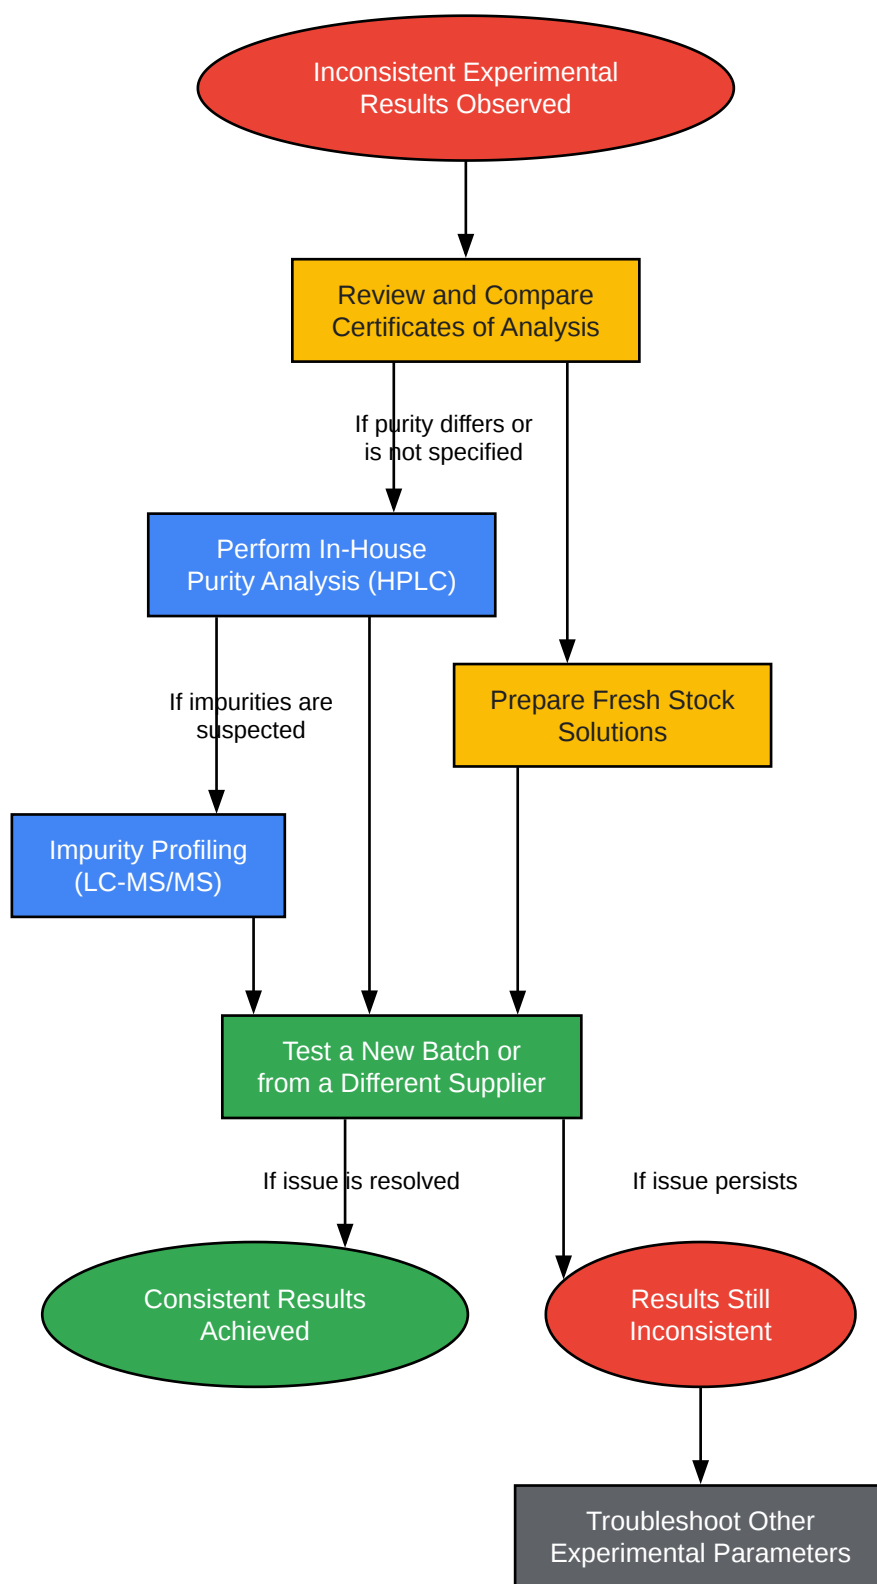 Inconsistent Experimental
Results Observed
Review and Compare
Certificates of Analysis
If purity differs or
is not specified
Perform In-House
Purity Analysis (HPLC)
If impurities are
suspected
Prepare Fresh Stock
Solutions
Impurity Profiling
(LC-MS/MS)
Test a New Batch or
from a Different Supplier
If issue is resolved
If issue persists
Consistent Results
Achieved
Results Still
Inconsistent
Troubleshoot Other
Experimental Parameters